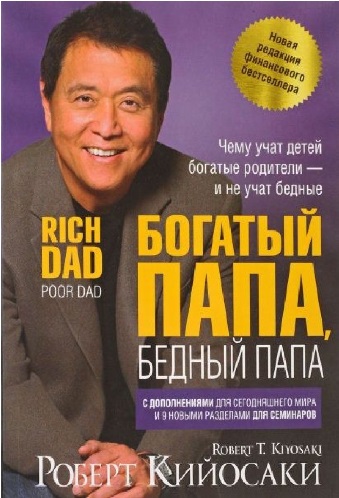 Новая
редакция
финансового
бестселлера
Чему учат детей
богатые родители —
и не учат бедные
RICH
DAD
POOR DAD
БОГАТЫЙ
ПАПА,
БЕДНЫЙ ПАПА
С ДОПОЛНЕНИЯМИ ДЛЯ СЕГОДНЯШНЕГО МИРА
И 9 НОВЫМИ РАЗДЕЛАМИ ДЛЯ СЕМИНАРОВ
ROBERT T. KIYOSAKI
РОБЕРТ КИЙОСАКИ